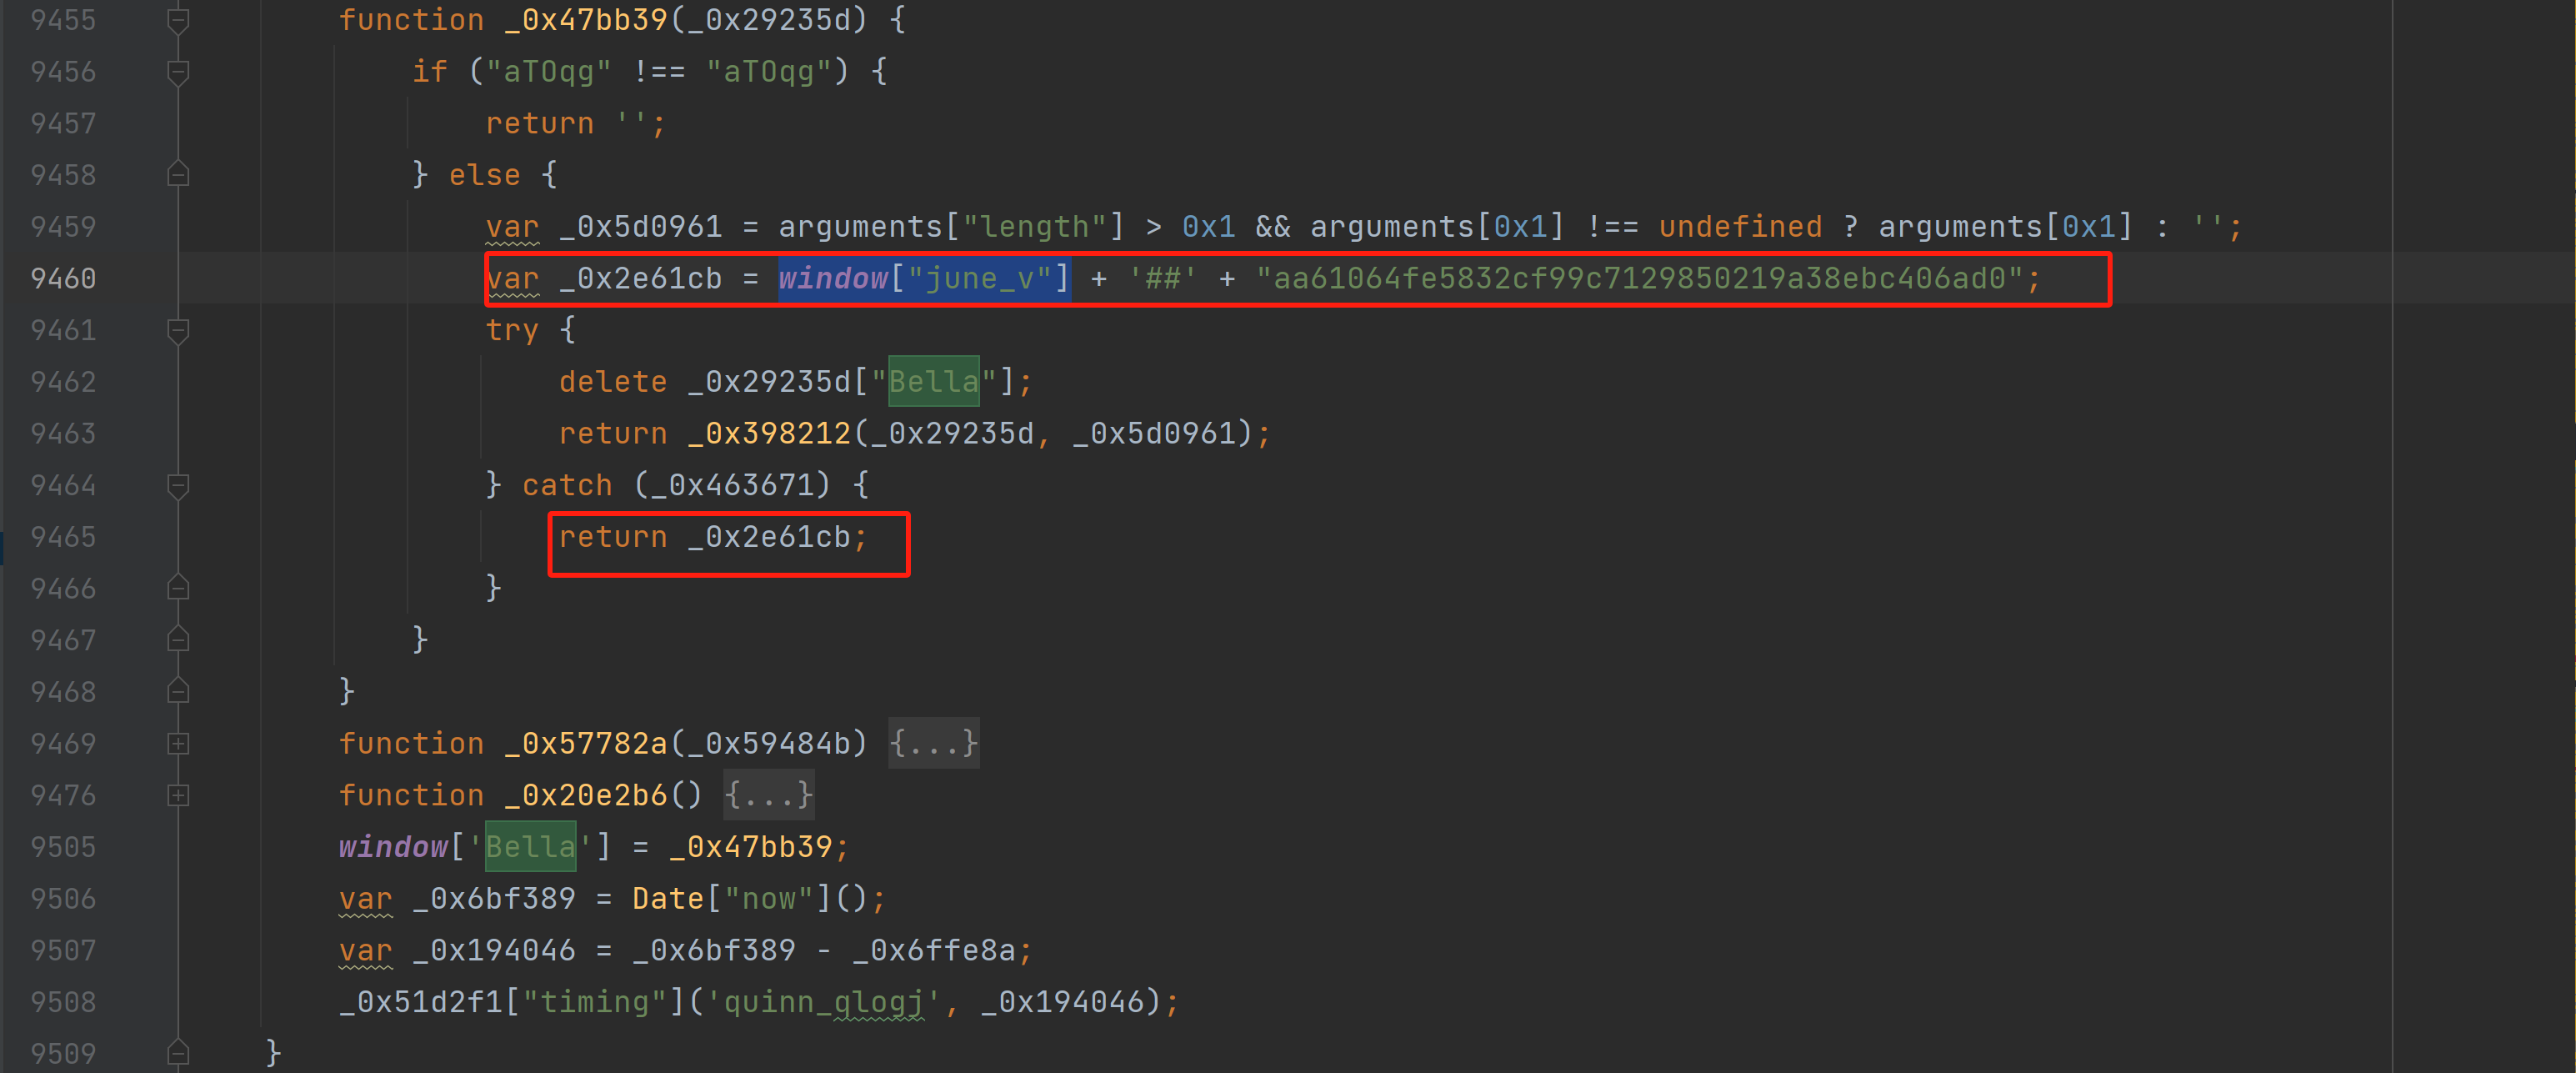 9455 function _0x47bb39(_0x29235d) {
9456 if ("aTOqg" !== "aTOqg") {
9457 return '';
9458 } else {
9459 var _0x5d0961 = arguments["length"] > 0x1 && arguments[0x1] !== undefined ? arguments[0x1] : '';
9460 var _0x2e61cb = window["june_v"] + '##' + "aa61064fe5832cf99c7129850219a38ebc406ad0";
9461 try {
9462 delete _0x29235d["Bella"];
9463 return _0x398212(_0x29235d, _0x5d0961);
9464 } catch (_0x463671) {
9465 return _0x2e61cb;
9466 }
9467 }
9468 }
9469 function _0x57782a(_0x59484b) {...}
9476 function _0x20e2b6() {...}
9505 window['Bella'] = _0x47bb39;
9506 var _0x6bf389 = Date["now"]();
9507 var _0x194046 = _0x6bf389 - _0x6ffe8a;
9508 _0x51d2f1["timing"]('quinn_qlogj', _0x194046);
9509 }